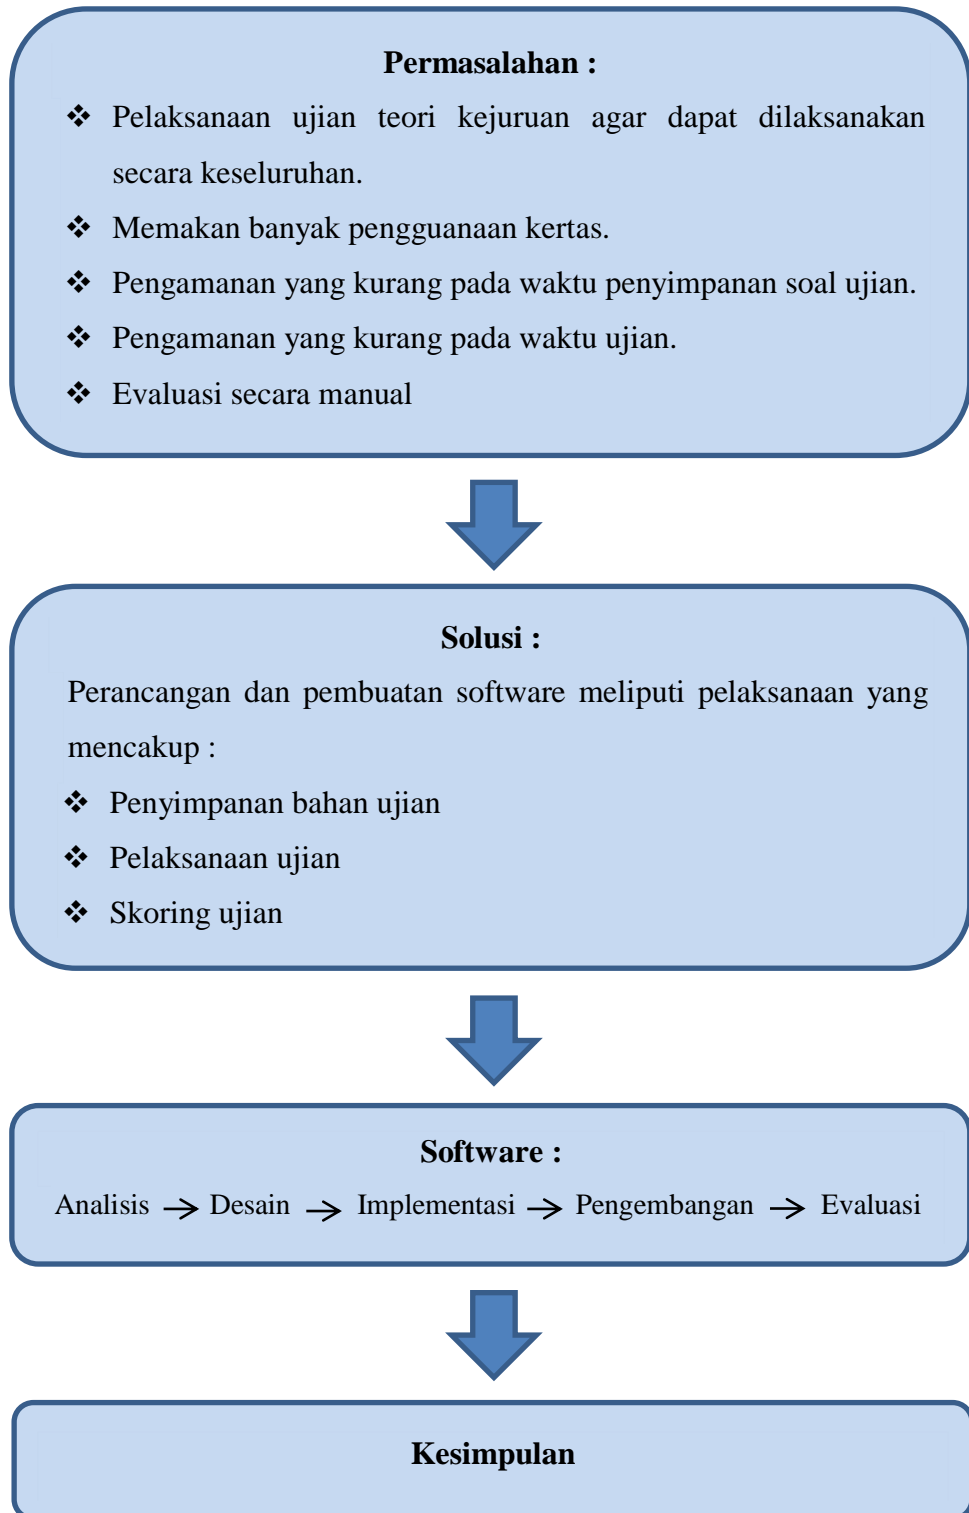 Permasalahan :
❖ Pelaksanaan ujian teori kejuruan agar dapat dilaksanakan
secara keseluruhan.
❖ Memakan banyak pengguanaan kertas.
❖ Pengamanan yang kurang pada waktu penyimpanan soal ujian.
❖ Pengamanan yang kurang pada waktu ujian.
❖ Evaluasi secara manual
Solusi :
Perancangan dan pembuatan software meliputi pelaksanaan yang
mencakup :
❖ Penyimpanan bahan ujian
❖ Pelaksanaan ujian
❖ Skoring ujian
Software :
Analisis → Desain → Implementasi → Pengembangan → Evaluasi
Kesimpulan